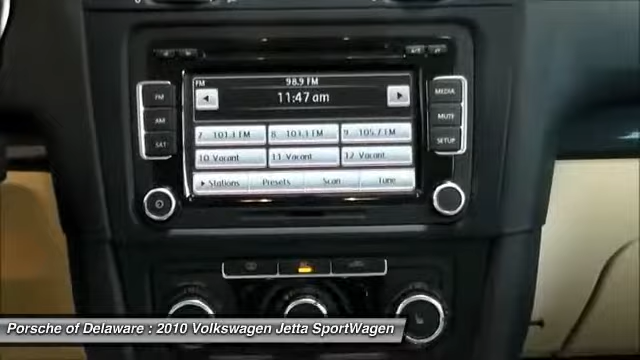 FM 98.9 FM
11:47 am
FM MEDIA
AM MUTE
SAT SETUP
7 101.1 FM 8 101.1 FM 9 105.7 FM
10 Vacant 11 Vacant 12 Vacant
Stations Presets Scan Tune
Porsche of Delaware : 2010 Volkswagen Jetta SportWagen